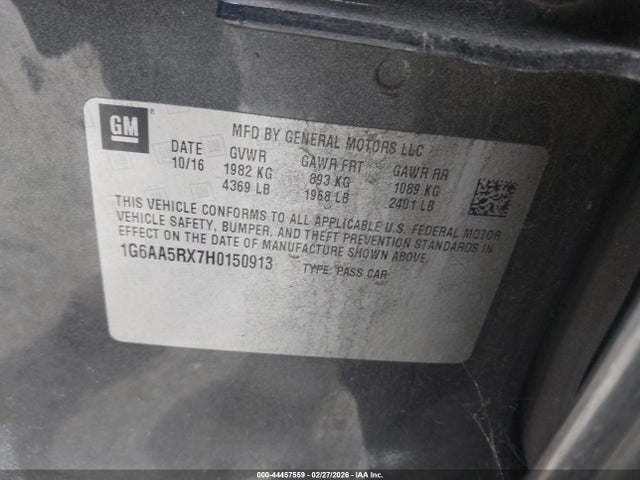 GM ®
MFD BY GENERAL MOTORS LLC
DATE GVWR GAWR FRT GAWR RR
10/16 1982 KG 893 KG 1089 KG
4369 LB 1968 LB 2401 LB
THIS VEHICLE CONFORMS TO ALL APPLICABLE U.S. FEDERAL MOTOR
VEHICLE SAFETY, BUMPER, AND THEFT PREVENTION STANDARDS IN
EFFECT ON THE DATE OF MANUFACTURE SHOWN ABOVE.
1G6AA5RX7H0150913 TYPE: PASS CAR
000-44457559 - 02/27/2026 - IAAI, Inc.